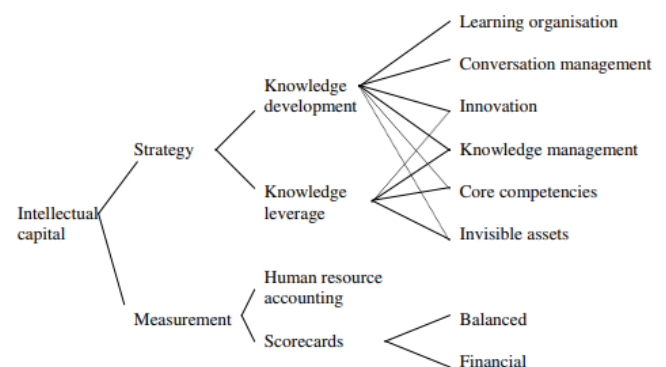 Learning organisation
Conversation management
Knowledge
development
Innovation
Strategy
Knowledge management
Knowledge
leverage
Core competencies
Intellectual
capital
Invisible assets
Human resource
accounting
Measurement
Balanced
Scorecards
Financial